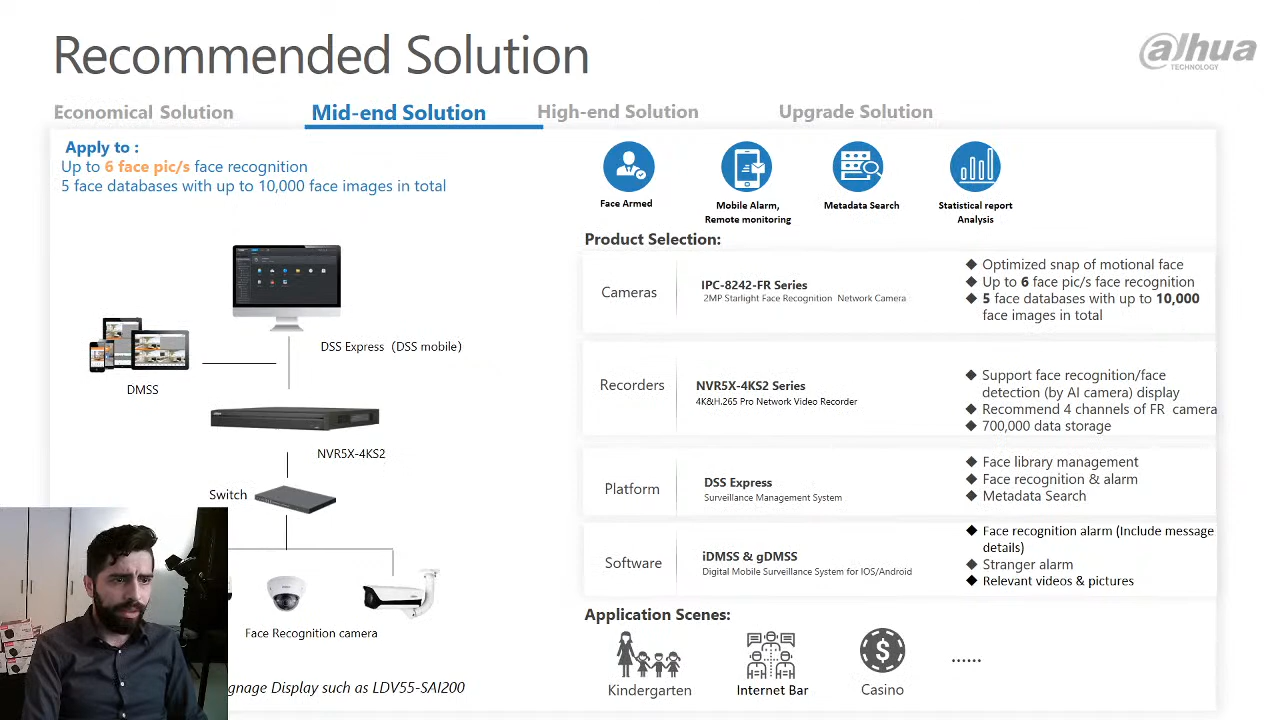 Recommended Solution
alhua
TECHNOLOGY
Economical Solution
Mid-end Solution
High-end Solution
Upgrade Solution
Apply to :
Up to 6 face pic/s face recognition
5 face databases with up to 10,000 face images in total
Face Armed
Mobile Alarm,
Remote monitoring
Metadata Search
Statistical report
Analysis
DSS Express（DSS mobile）
DMSS
NVR5X-4KS2
Switch
Face Recognition camera
gnage Display such as LDV55-SAI200
Product Selection:
Cameras
IPC-8242-FR Series
2MP Starlight Face Recognition Network Camera
◆ Optimized snap of motional face
◆ Up to 6 face pic/s face recognition
◆ 5 face databases with up to 10,000
face images in total
Recorders
NVR5X-4KS2 Series
4K&H.265 Pro Network Video Recorder
◆ Support face recognition/face
detection (by AI camera) display
◆ Recommend 4 channels of FR camera
◆ 700,000 data storage
Platform
DSS Express
Surveillance Management System
◆ Face library management
◆ Face recognition & alarm
◆ Metadata Search
Software
iDMSS & gDMSS
Digital Mobile Surveillance System for IOS/Android
◆ Face recognition alarm (Include message
details)
◆ Stranger alarm
◆ Relevant videos & pictures
Application Scenes:
Kindergarten
Internet Bar
Casino
......